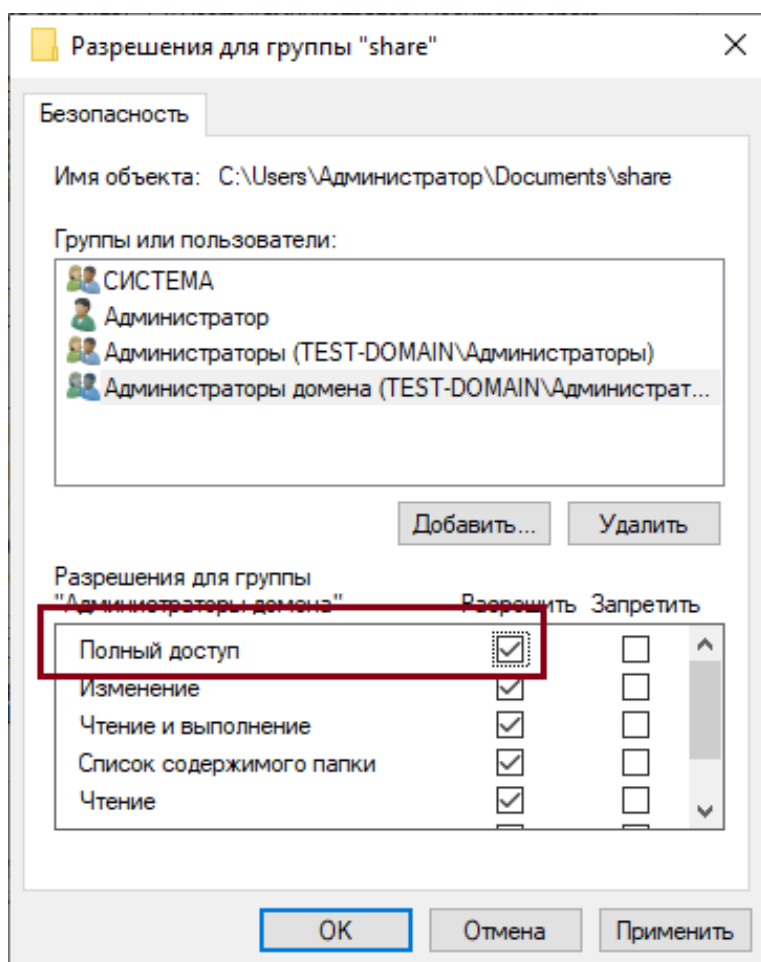 Разрешения для группы "share"
Безопасность
Имя объекта: C:\Users\Администратор\Documents\share
Группы или пользователи:
СИСТЕМА
Администратор
Администраторы (TEST-DOMAIN\Администраторы)
Администраторы домена (TEST-DOMAIN\Администрат...
Добавить... Удалить
Разрешения для группы
"Администраторы домена" Разрешить Запретить
Полный доступ
Изменение
Чтение и выполнение
Список содержимого папки
Чтение
OK Отмена Применить